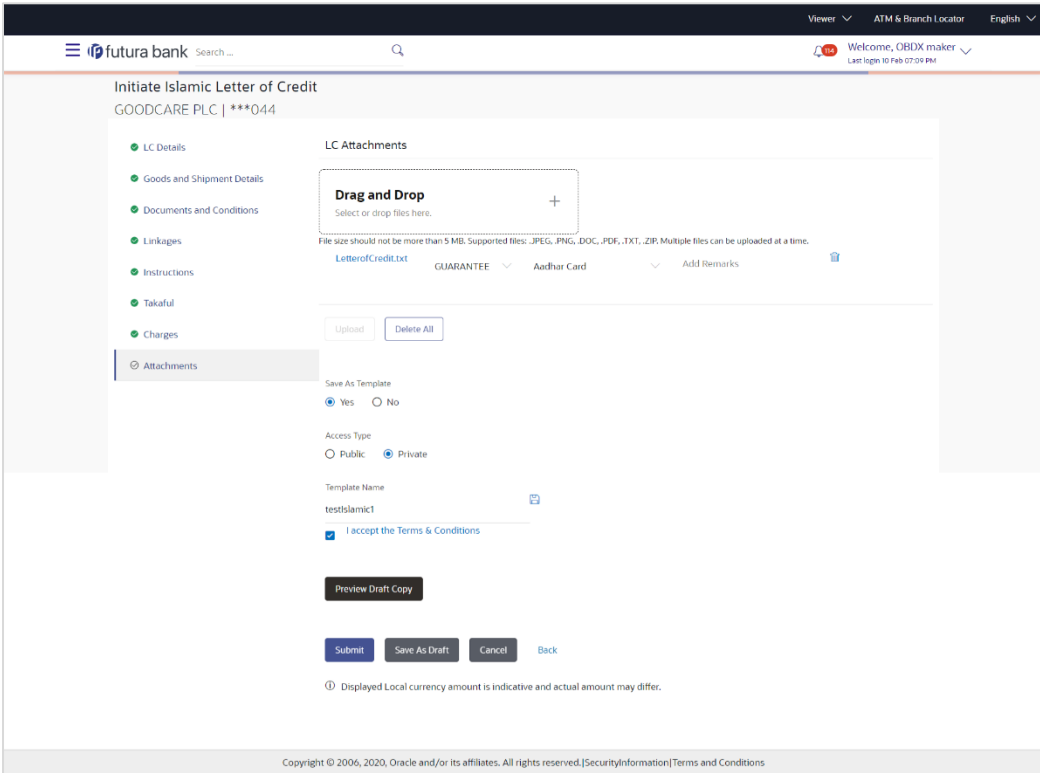 Viewer ATM & Branch Locator English
futura bank Search ... 114 Welcome, OBDX maker
Last login 10 Feb 07:09 PM
Initiate Islamic Letter of Credit
GOODCARE PLC | ***044
LC Details
Goods and Shipment Details
Documents and Conditions
Linkages
Instructions
Takaful
Charges
Attachments
LC Attachments
Drag and Drop
Select or drop files here.
File size should not be more than 5 MB. Supported files: .JPEG, .PNG, .DOC, .PDF, .TXT, .ZIP. Multiple files can be uploaded at a time.
LetterofCredit.txt GUARANTEE Aadhar Card Add Remarks
Upload Delete All
Save As Template
Yes No
Access Type
Public Private
Template Name
testIslamic1
I accept the Terms & Conditions
Preview Draft Copy
Submit Save As Draft Cancel Back
Displayed Local currency amount is indicative and actual amount may differ.
Copyright © 2006, 2020, Oracle and/or its affiliates. All rights reserved.|SecurityInformation|Terms and Conditions